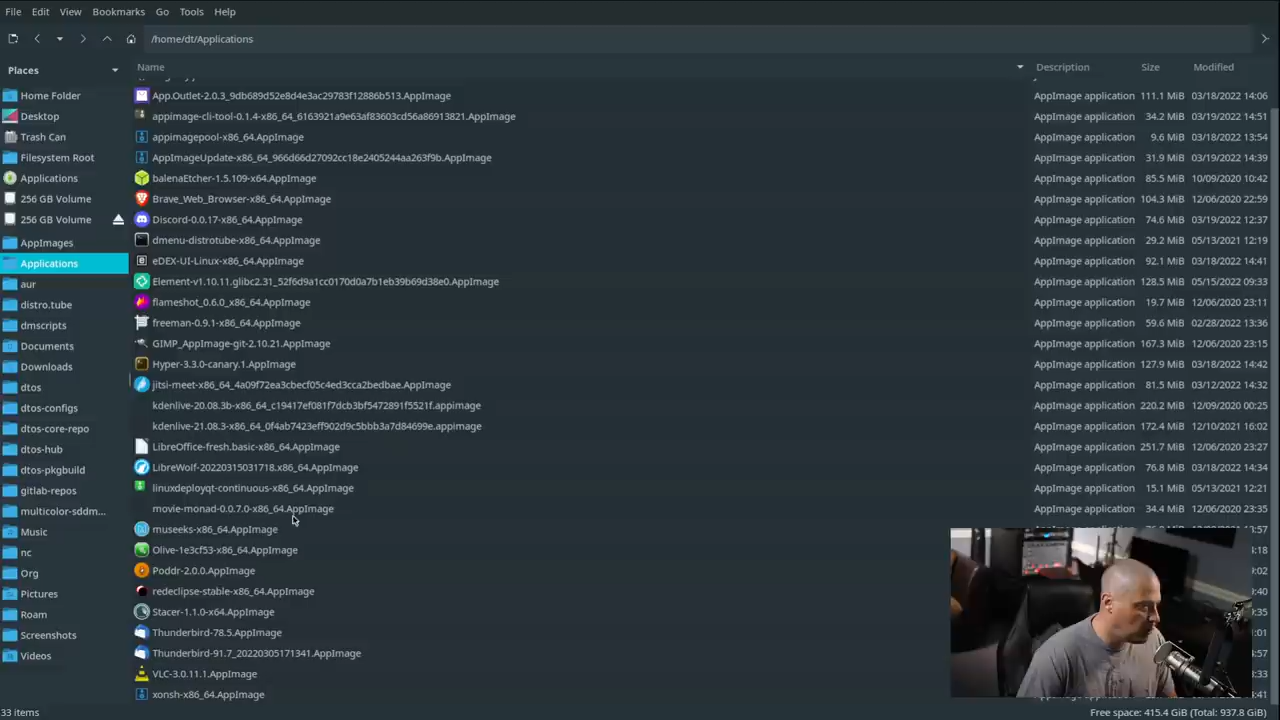 File Edit View Bookmarks Go Tools Help
/home/dt/Applications
Places
Home Folder
Desktop
Trash Can
Filesystem Root
Applications
256 GB Volume
256 GB Volume
AppImages
Applications
aur
distro.tube
dmscripts
Documents
Downloads
dtos
dtos-configs
dtos-core-repo
dtos-hub
dtos-pkgbuild
gitlab-repos
multicolor-sddm...
Music
nc
Org
Pictures
Roam
Screenshots
Videos
Name Description Size Modified
App.Outlet-2.0.3_9db689d52e8d4e3ac29783f12886b513.AppImage AppImage application 111.1 MiB 03/18/2022 14:06
appimage-cli-tool-0.1.4-x86_64_6163921a9e63af83603cd56a86913821.AppImage AppImage application 34.2 MiB 03/19/2022 14:51
appimagepool-x86_64.AppImage AppImage application 9.6 MiB 03/18/2022 13:54
AppImageUpdate-x86_64_966d66d27092cc18e2405244aa263f9b.AppImage AppImage application 31.9 MiB 03/19/2022 14:39
balenaEtcher-1.5.109-x64.AppImage AppImage application 85.5 MiB 10/09/2020 10:42
Brave_Web_Browser-x86_64.AppImage AppImage application 104.3 MiB 12/06/2020 22:59
Discord-0.0.17-x86_64.AppImage AppImage application 74.6 MiB 03/19/2022 12:37
dmenu-distrotube-x86_64.AppImage AppImage application 29.2 MiB 05/13/2021 12:19
eDEX-UI-Linux-x86_64.AppImage AppImage application 92.1 MiB 03/18/2022 14:41
Element-v1.10.11.glibc2.31_52f6d9a1cc0170d0a7b1eb39b69d38e0.AppImage AppImage application 128.5 MiB 05/15/2022 09:33
flameshot_0.6.0_x86_64.AppImage AppImage application 19.7 MiB 12/06/2020 23:11
freeman-0.9.1-x86_64.AppImage AppImage application 59.6 MiB 02/28/2022 13:36
GIMP_AppImage-git-2.10.21.AppImage AppImage application 167.3 MiB 12/06/2020 23:15
Hyper-3.3.0-canary.1.AppImage AppImage application 127.9 MiB 03/18/2022 14:42
jitsi-meet-x86_64_4a09f72ea3cbecf05c4ed3cca2bedbae.AppImage AppImage application 81.5 MiB 03/12/2022 14:32
kdenlive-20.08.3b-x86_64_c19417ef081f7dcb3bf5472891f5521f.appimage AppImage application 220.2 MiB 12/09/2020 00:25
kdenlive-21.08.3-x86_64_0f4ab7423eff902d9c5bbb3a7d84699e.appimage AppImage application 172.4 MiB 12/10/2021 16:02
LibreOffice-fresh.basic-x86_64.AppImage AppImage application 251.7 MiB 12/06/2020 23:27
LibreWolf-20220315031718.x86_64.AppImage AppImage application 76.8 MiB 03/18/2022 14:34
linuxdeployqt-continuous-x86_64.AppImage AppImage application 15.1 MiB 05/13/2021 12:21
movie-monad-0.0.7.0-x86_64.AppImage AppImage application 34.4 MiB 12/06/2020 23:35
museeks-x86_64.AppImage :57
Olive-1e3cf53-x86_64.AppImage :18
Poddr-2.0.0.AppImage :02
redeclipse-stable-x86_64.AppImage :40
Stacer-1.1.0-x64.AppImage :35
Thunderbird-78.5.AppImage :01
Thunderbird-91.7_20220305171341.AppImage :57
VLC-3.0.11.1.AppImage :33
xonsh-x86_64.AppImage :41
33 items Free space: 415.4 GiB (Total: 937.8 GiB)